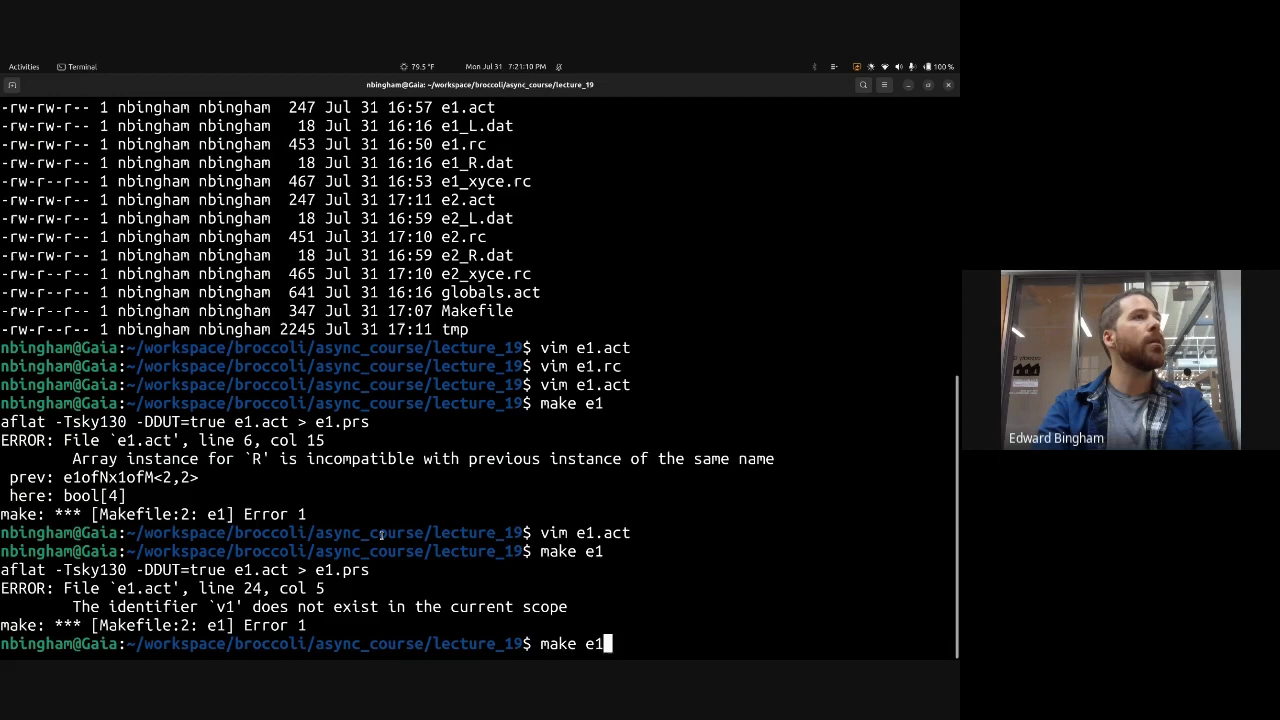 Activities
Terminal
79.5 °F
Mon Jul 31 7:21:10 PM
100 %
nbingham@Gaia: ~/workspace/broccoli/async_course/lecture_19
-rw-rw-r-- 1 nbingham nbingham  247 Jul 31 16:57 e1.act
-rw-rw-r-- 1 nbingham nbingham   18 Jul 31 16:16 e1_L.dat
-rw-rw-r-- 1 nbingham nbingham  453 Jul 31 16:50 e1.rc
-rw-rw-r-- 1 nbingham nbingham   18 Jul 31 16:16 e1_R.dat
-rw-r--r-- 1 nbingham nbingham  467 Jul 31 16:53 e1_xyce.rc
-rw-rw-r-- 1 nbingham nbingham  247 Jul 31 17:11 e2.act
-rw-rw-r-- 1 nbingham nbingham   18 Jul 31 16:59 e2_L.dat
-rw-rw-r-- 1 nbingham nbingham  451 Jul 31 17:10 e2.rc
-rw-rw-r-- 1 nbingham nbingham   18 Jul 31 16:59 e2_R.dat
-rw-r--r-- 1 nbingham nbingham  465 Jul 31 17:10 e2_xyce.rc
-rw-rw-r-- 1 nbingham nbingham  641 Jul 31 16:16 globals.act
-rw-rw-r-- 1 nbingham nbingham  347 Jul 31 17:07 Makefile
-rw-rw-r-- 1 nbingham nbingham 2245 Jul 31 17:11 tmp
nbingham@Gaia:~/workspace/broccoli/async_course/lecture_19$ vim e1.act
nbingham@Gaia:~/workspace/broccoli/async_course/lecture_19$ vim e1.rc
nbingham@Gaia:~/workspace/broccoli/async_course/lecture_19$ vim e1.act
nbingham@Gaia:~/workspace/broccoli/async_course/lecture_19$ make e1
aflat -Tsky130 -DDUT=true e1.act > e1.prs
ERROR: File `e1.act', line 6, col 15
        Array instance for `R' is incompatible with previous instance of the same name
 prev: e1ofNx1ofM<2,2>
 here: bool[4]
make: *** [Makefile:2: e1] Error 1
nbingham@Gaia:~/workspace/broccoli/async_course/lecture_19$ vim e1.act
nbingham@Gaia:~/workspace/broccoli/async_course/lecture_19$ make e1
aflat -Tsky130 -DDUT=true e1.act > e1.prs
ERROR: File `e1.act', line 24, col 5
        The identifier `v1' does not exist in the current scope
make: *** [Makefile:2: e1] Error 1
nbingham@Gaia:~/workspace/broccoli/async_course/lecture_19$ make e1
Edward Bingham